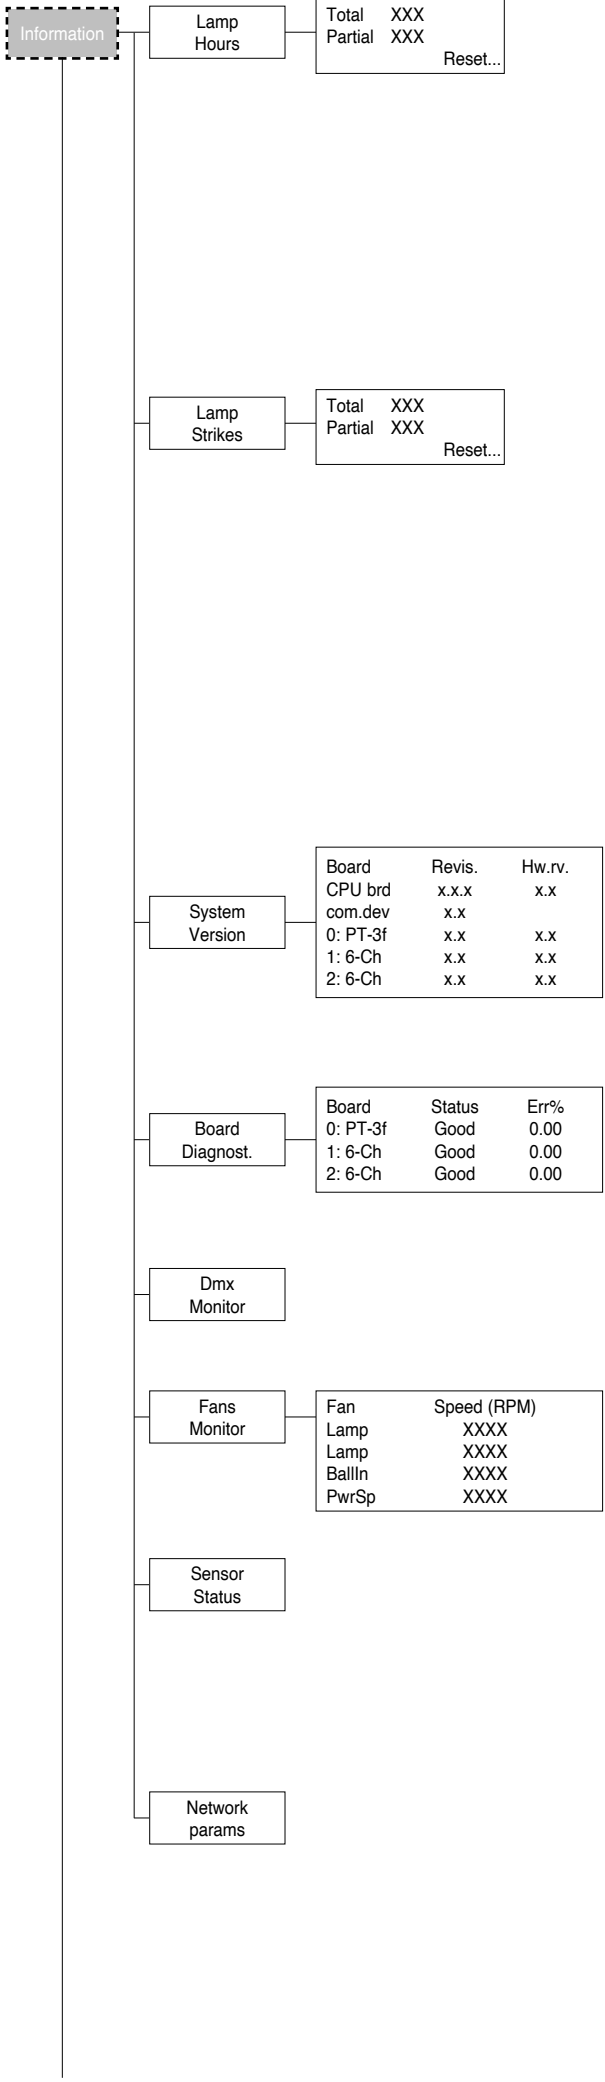 Information
Lamp
Hours
Total XXX
Partial XXX
Reset...
Lamp
Strikes
Total XXX
Partial XXX
Reset...
System
Version
Board Revis. Hw.rv.
CPU brd x.x.x x.x
com.dev x.x
0: PT-3f x.x x.x
1: 6-Ch x.x x.x
2: 6-Ch x.x x.x
Board
Diagnost.
Board Status Err%
0: PT-3f Good 0.00
1: 6-Ch Good 0.00
2: 6-Ch Good 0.00
Dmx
Monitor
Fans
Monitor
Fan Speed (RPM)
Lamp XXXX
Lamp XXXX
BallIn XXXX
PwrSp XXXX
Sensor
Status
Network
params